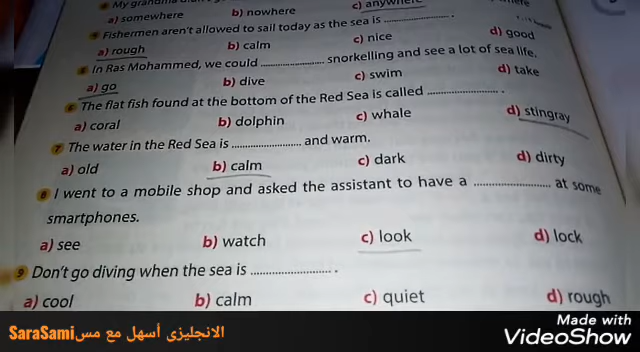 My grandma
a) somewhere b) nowhere c) anywhere
Fishermen aren't allowed to sail today as the sea is .................... .
a) rough b) calm c) nice d) good
In Ras Mohammed, we could .................... snorkelling and see a lot of sea life.
a) go b) dive c) swim d) take
The flat fish found at the bottom of the Red Sea is called .................... .
a) coral b) dolphin c) whale d) stingray
7 The water in the Red Sea is .................... and warm.
a) old b) calm c) dark d) dirty
8 I went to a mobile shop and asked the assistant to have a .................... at some
smartphones.
a) see b) watch c) look d) lock
9 Don't go diving when the sea is .................... .
a) cool b) calm c) quiet d) rough
الانجليزى أسهل مع مسSaraSami
Made with
VideoShow